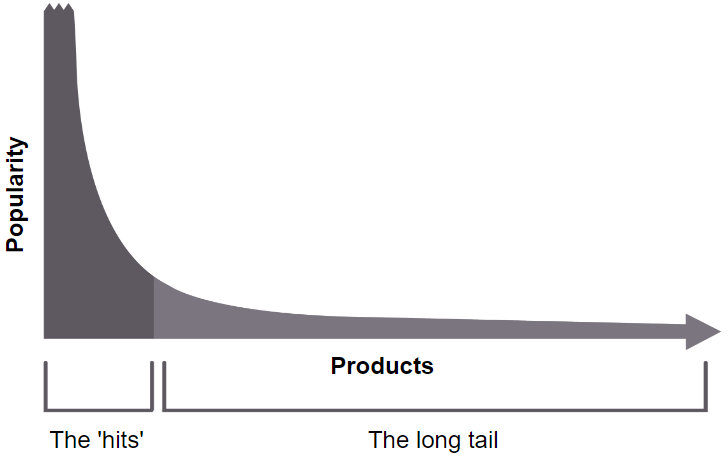 Popularity
Products
The 'hits'
The long tail